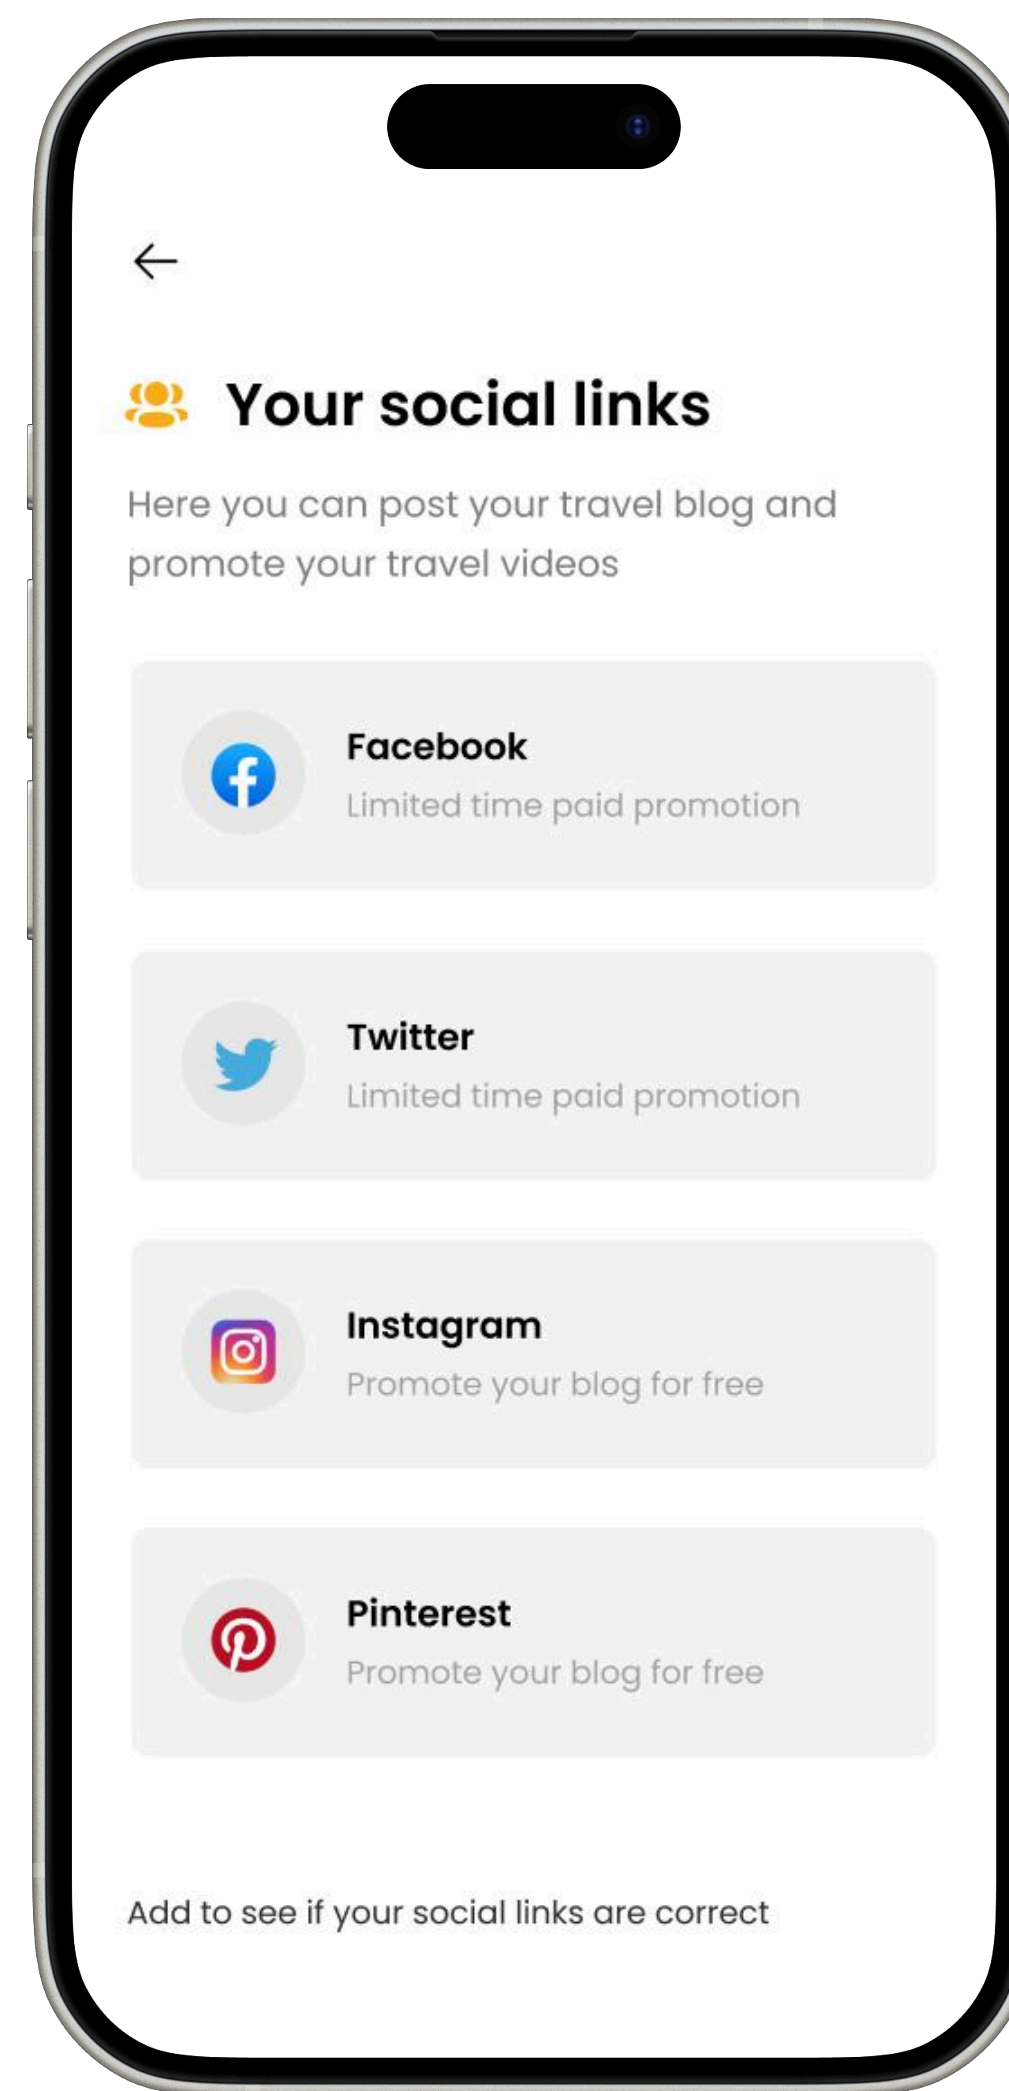 Your social links
Here you can post your travel blog and
promote your travel videos
Facebook
Limited time paid promotion
Twitter
Limited time paid promotion
Instagram
Promote your blog for free
Pinterest
Promote your blog for free
Add to see if your social links are correct